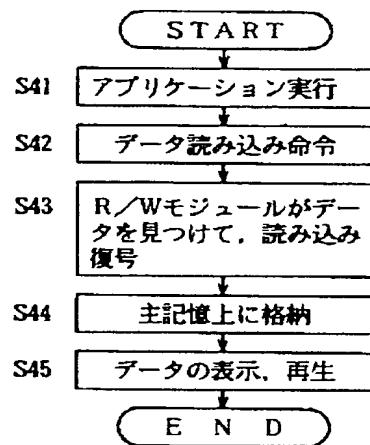 START
S41 アプリケーション実行
S42 データ読み込み命令
S43 R/Wモジュールがデー
タを見つけて，読み込み
復号
S44 主記憶上に格納
S45 データの表示，再生
END